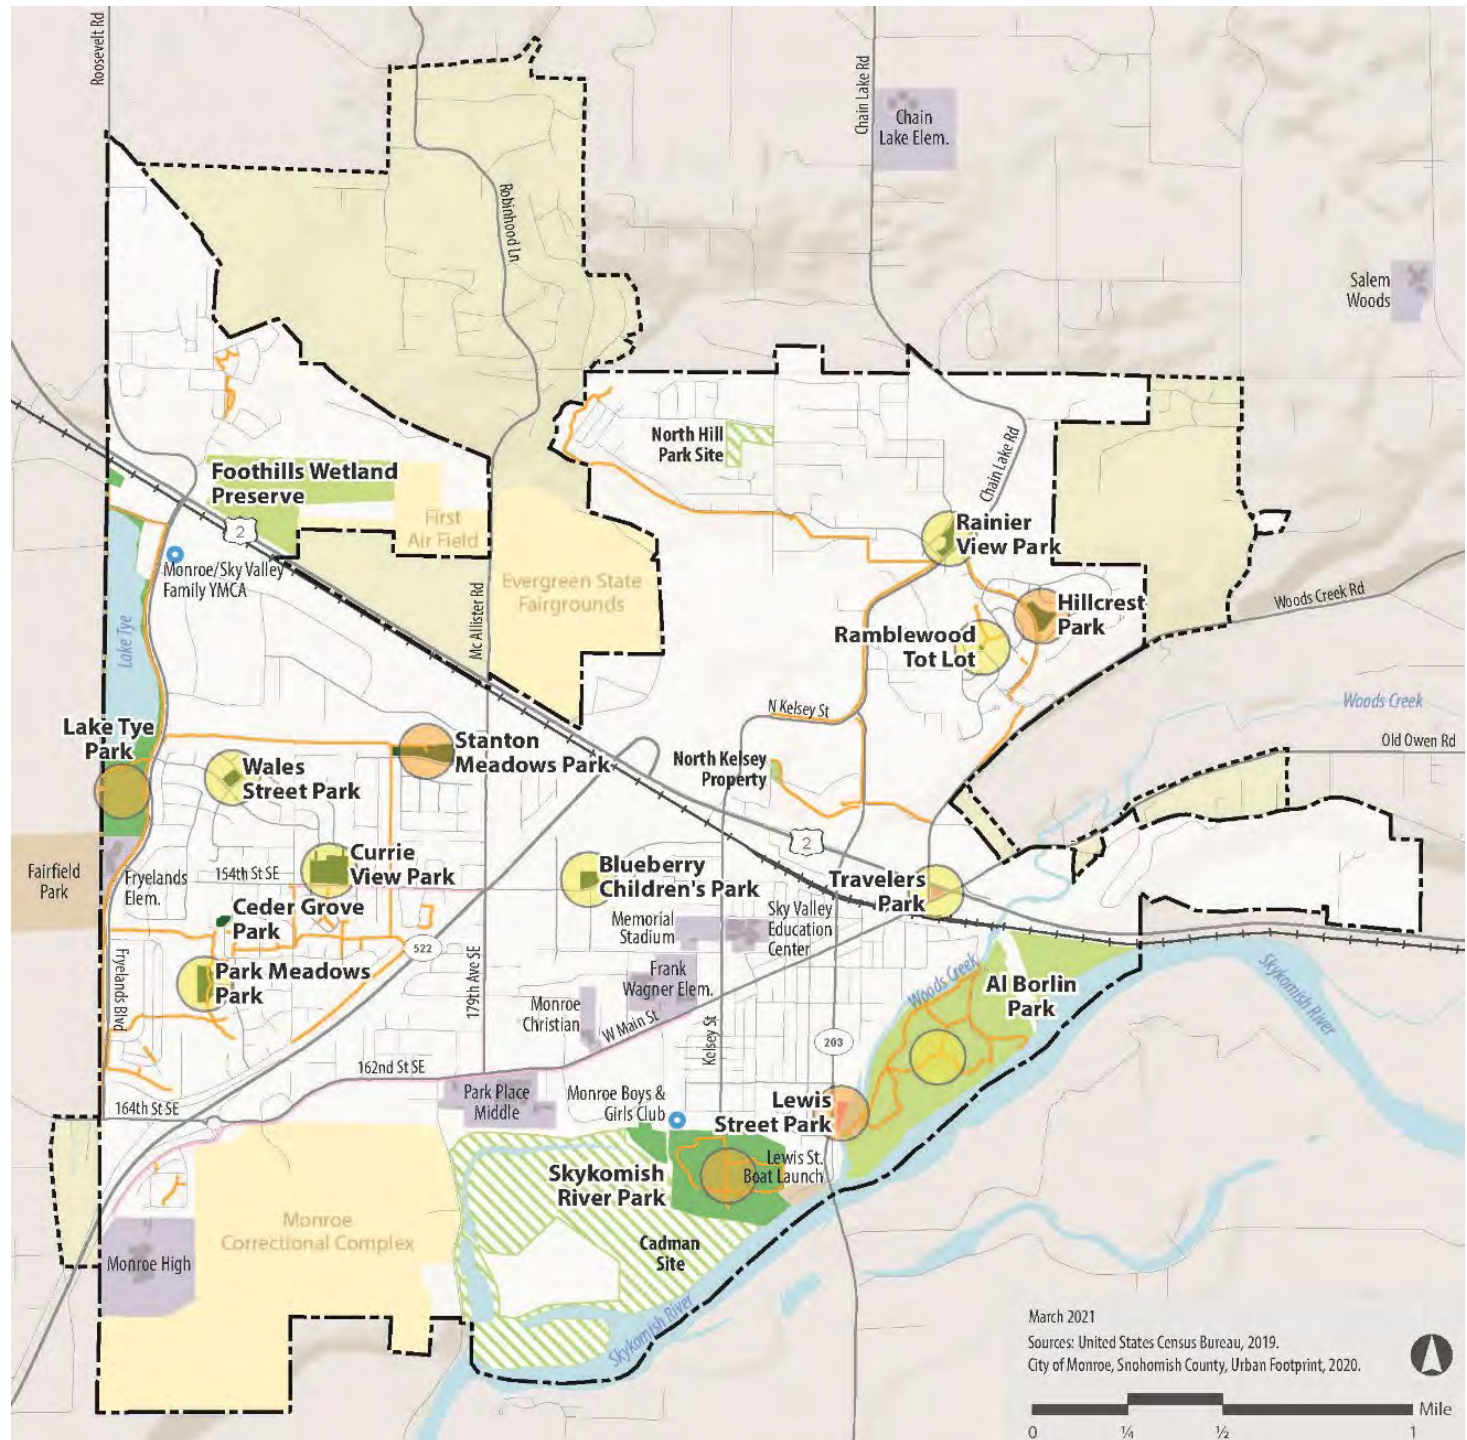 Roosevelt Rd
Chain Lake Rd
Chain
Lake Elem.
Robinhood Ln
Salem
Woods
North Hill
Park Site
Chain Lake Rd
Foothills Wetland
Preserve
2
First
Air Field
Rainier
View Park
Monroe/Sky Valley
Family YMCA
Evergreen State
Fairgrounds
Mc Allister Rd
Woods Creek Rd
Hillcrest
Park
Ramblewood
Tot Lot
Lake Tye
Woods Creek
N Kelsey St
Old Owen Rd
Lake Tye
Park
Stanton
Meadows Park
North Kelsey
Property
Wales
Street Park
2
Currie
View Park
Blueberry
Children's Park
Travelers
Park
Fairfield
Park
Fryelands
Elem.
154th St SE
Ceder Grove
Park
Memorial
Stadium
Sky Valley
Education
Center
522
Park Meadows
Park
Fryelands Blvd
179th Ave SE
Frank
Wagner Elem.
Monroe
Christian
W Main St
Kelsey St
Woods Creek
Al Borlin
Park
Skykomish River
203
162nd St SE
164th St SE
Park Place
Middle
Monroe Boys &
Girls Club
Lewis
Street Park
Skykomish
River Park
Lewis St.
Boat Launch
Monroe
Correctional Complex
Cadman
Site
Monroe High
Skykomish River
March 2021
Sources: United States Census Bureau, 2019.
City of Monroe, Snohomish County, Urban Footprint, 2020.
Mile
0 ¼ ½ 1